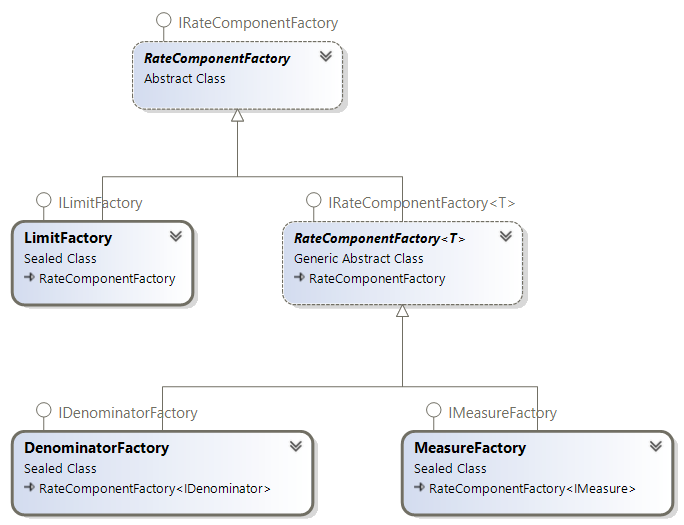 IRateComponentFactory
RateComponentFactory
Abstract Class
ILimitFactory
LimitFactory
Sealed Class
RateComponentFactory
IRateComponentFactory<T>
RateComponentFactory<T>
Generic Abstract Class
RateComponentFactory
IDenominatorFactory
DenominatorFactory
Sealed Class
RateComponentFactory<IDenominator>
IMeasureFactory
MeasureFactory
Sealed Class
RateComponentFactory<IMeasure>